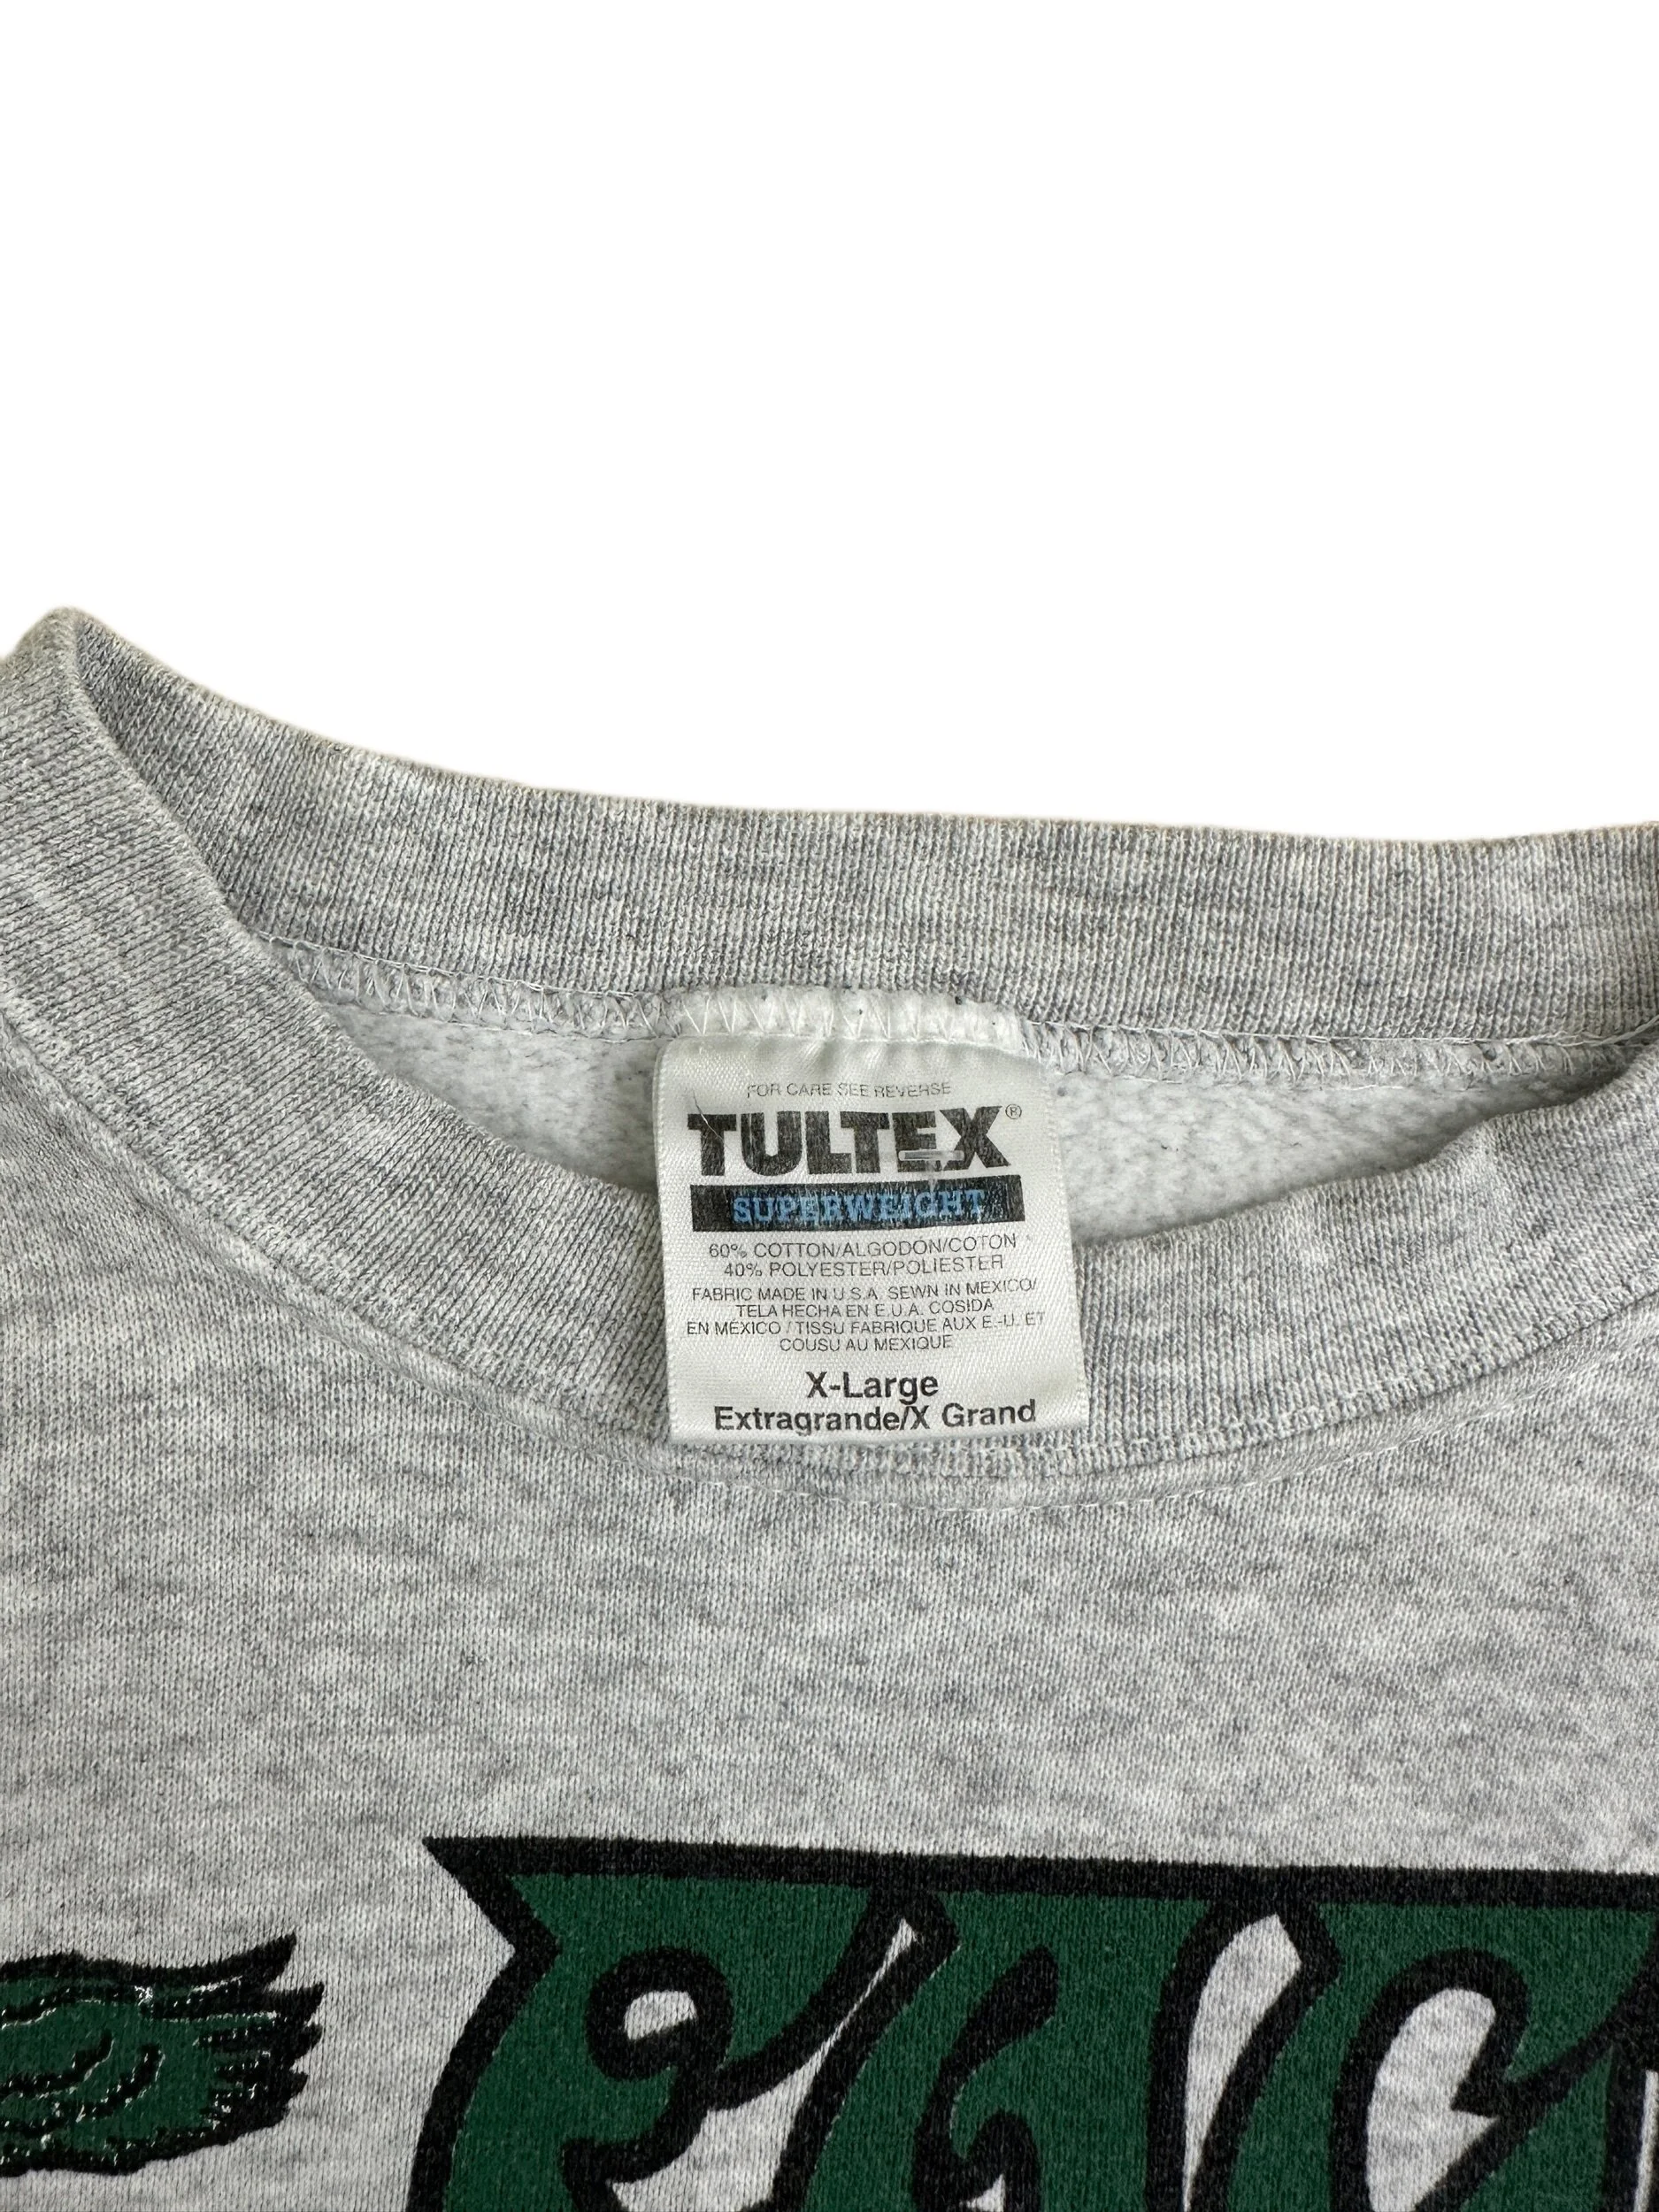 FOR CARE SEE REVERSE
TULTEX®
SUPERWEIGHT
60% COTTON/ALGODON/COTON
40% POLYESTER/POLIESTER
FABRIC MADE IN U.S.A. SEWN IN MEXICO/
TELA HECHA EN E.U.A. COSIDA
EN MÉXICO / TISSU FABRIQUE AUX E.-U. ET
COUSU AU MEXIQUE
X-Large
Extragrande/X Grand